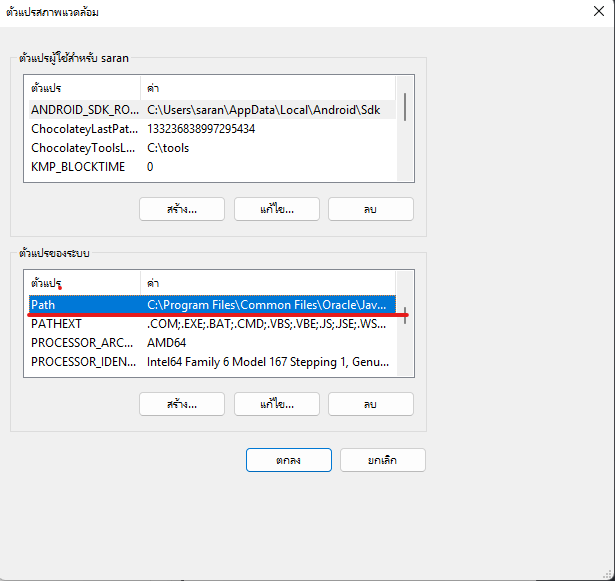 ตัวแปรสภาพแวดล้อม
ตัวแปรผู้ใช้สำหรับ saran
ตัวแปร ค่า
ANDROID_SDK_RO... C:\Users\saran\AppData\Local\Android\Sdk
ChocolateyLastPat... 133236838997295434
ChocolateyToolsL... C:\tools
KMP_BLOCKTIME 0
สร้าง... แก้ไข... ลบ
ตัวแปรของระบบ
ตัวแปร ค่า
Path C:\Program Files\Common Files\Oracle\Jav...
PATHEXT .COM;.EXE;.BAT;.CMD;.VBS;.VBE;.JS;.JSE;.WS...
PROCESSOR_ARC... AMD64
PROCESSOR_IDEN... Intel64 Family 6 Model 167 Stepping 1, Genu...
สร้าง... แก้ไข... ลบ
ตกลง ยกเลิก